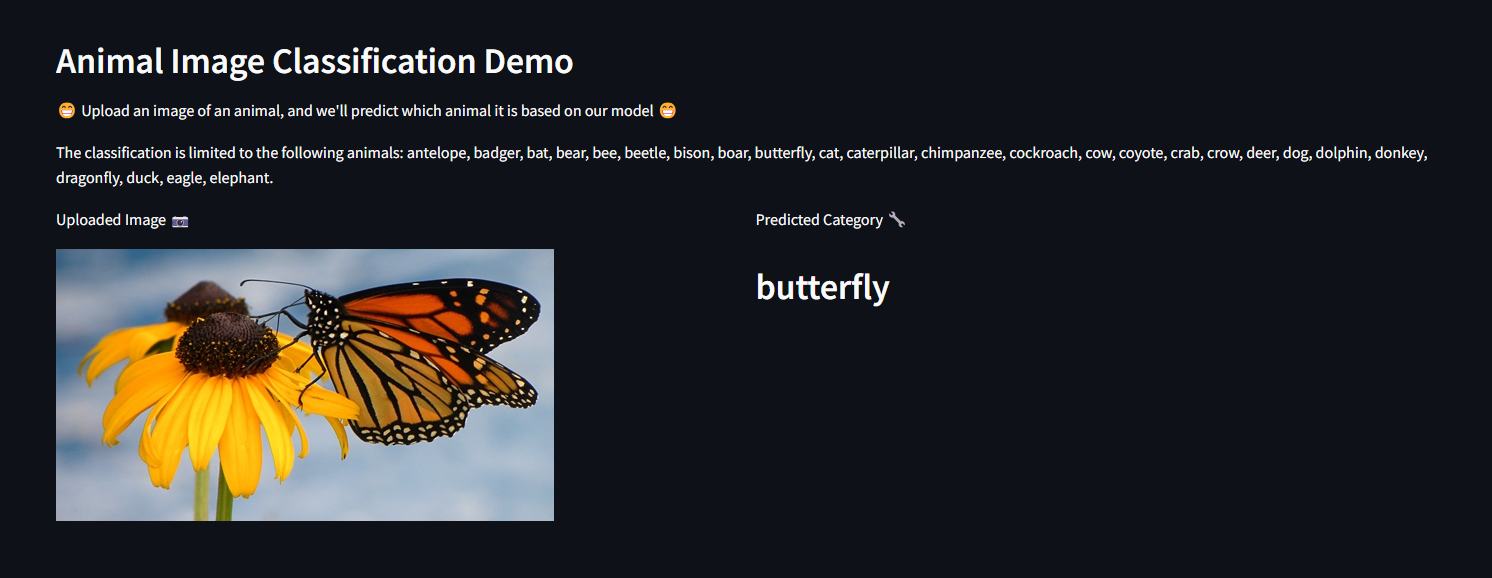 Animal Image Classification Demo
😁 Upload an image of an animal, and we'll predict which animal it is based on our model 😁
The classification is limited to the following animals: antelope, badger, bat, bear, bee, beetle, bison, boar, butterfly, cat, caterpillar, chimpanzee, cockroach, cow, coyote, crab, crow, deer, dog, dolphin, donkey,
dragonfly, duck, eagle, elephant.
Uploaded Image 📷
Predicted Category 🔧
butterfly